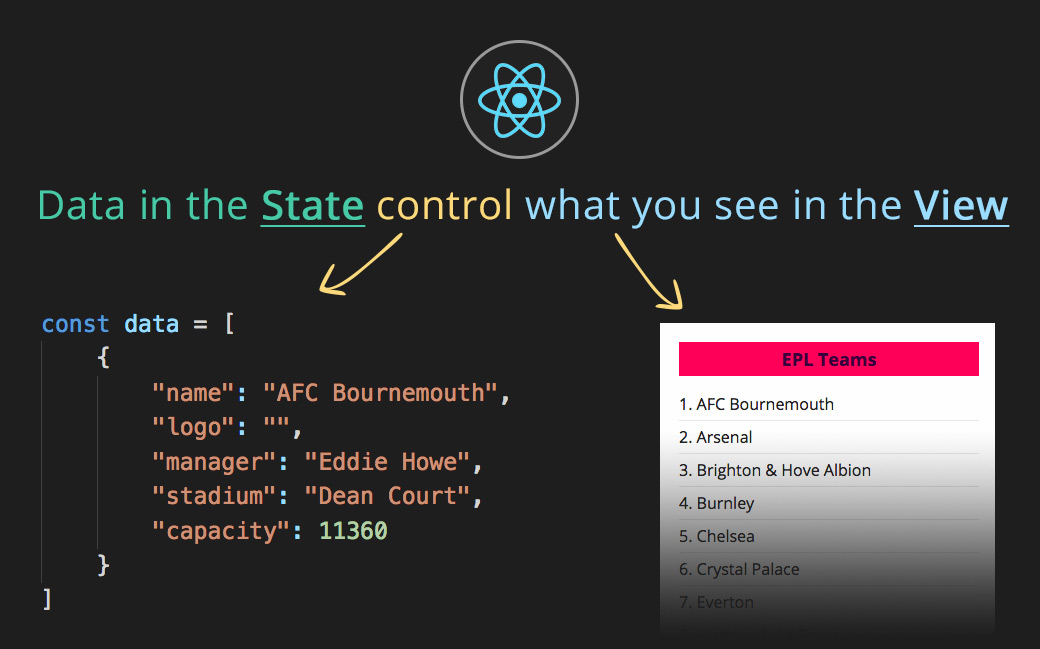 Data in the State control what you see in the View
const data = [
{
"name": "AFC Bournemouth",
"logo": "",
"manager": "Eddie Howe",
"stadium": "Dean Court",
"capacity": 11360
}
]
EPL Teams
1. AFC Bournemouth
2. Arsenal
3. Brighton & Hove Albion
4. Burnley
5. Chelsea
6. Crystal Palace
7. Everton